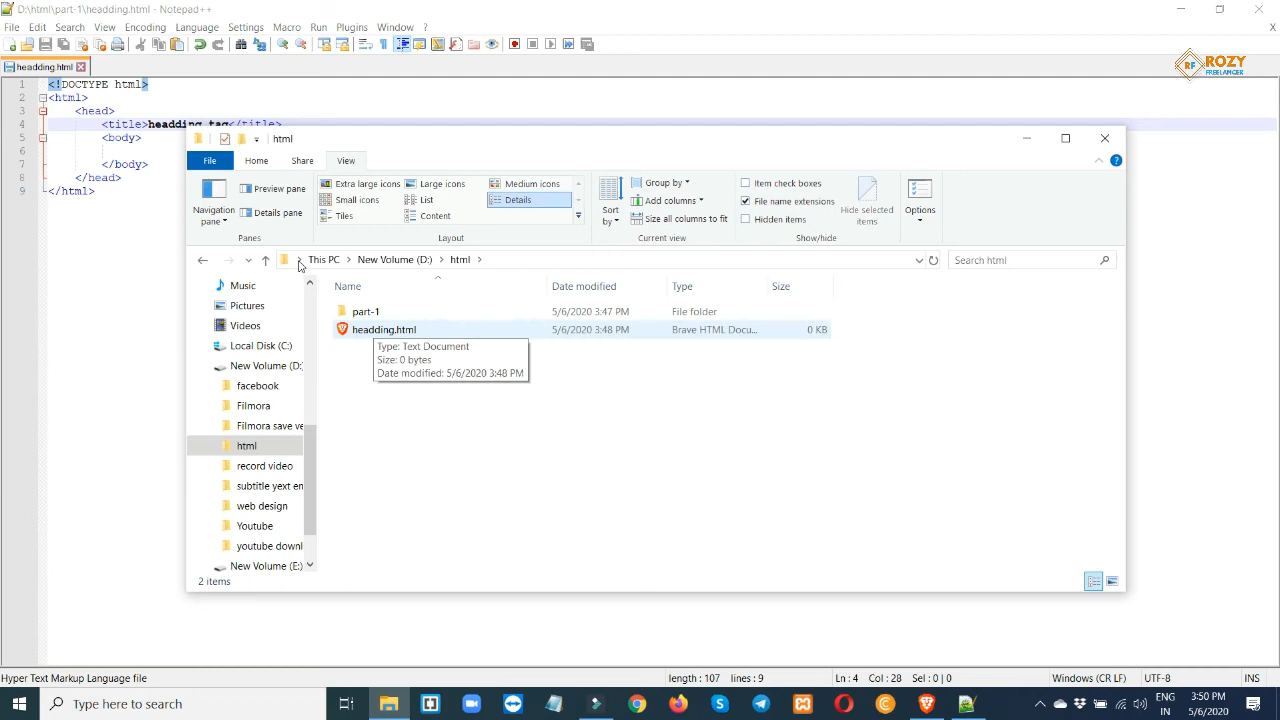 D:\html\part-1\headding.html - Notepad++
File Edit Search View Encoding Language Settings Macro Run Plugins Window ? X
headding.html
ROZY
FREELANCER
1 <!DOCTYPE html>
2 <html>
3 <head>
4 <title>headding tag</title>
5 <body>
6
7 </body>
8 </head>
9 </html>
html
File Home Share View
Navigation pane
Preview pane
Details pane
Panes
Extra large icons Large icons Medium icons
Small icons List Details
Tiles Content
Layout
Sort by
Group by
Add columns
Size all columns to fit
Current view
Item check boxes
File name extensions
Hidden items
Hide selected items
Show/hide
Options
This PC > New Volume (D:) > html >
Search html
Name Date modified Type Size
part-1 5/6/2020 3:47 PM File folder
headding.html 5/6/2020 3:48 PM Brave HTML Docu... 0 KB
Type: Text Document
Size: 0 bytes
Date modified: 5/6/2020 3:48 PM
Music
Pictures
Videos
Local Disk (C:)
New Volume (D:
facebook
Filmora
Filmora save ve
html
record video
subtitle yext en
web design
Youtube
youtube downl
New Volume (E:)
2 items
Hyper Text Markup Language file length : 107 lines : 9 Ln : 4 Col : 28 Sel : 0 | 0 Windows (CR LF) UTF-8 INS
Type here to search
ENG
IN
3:50 PM
5/6/2020